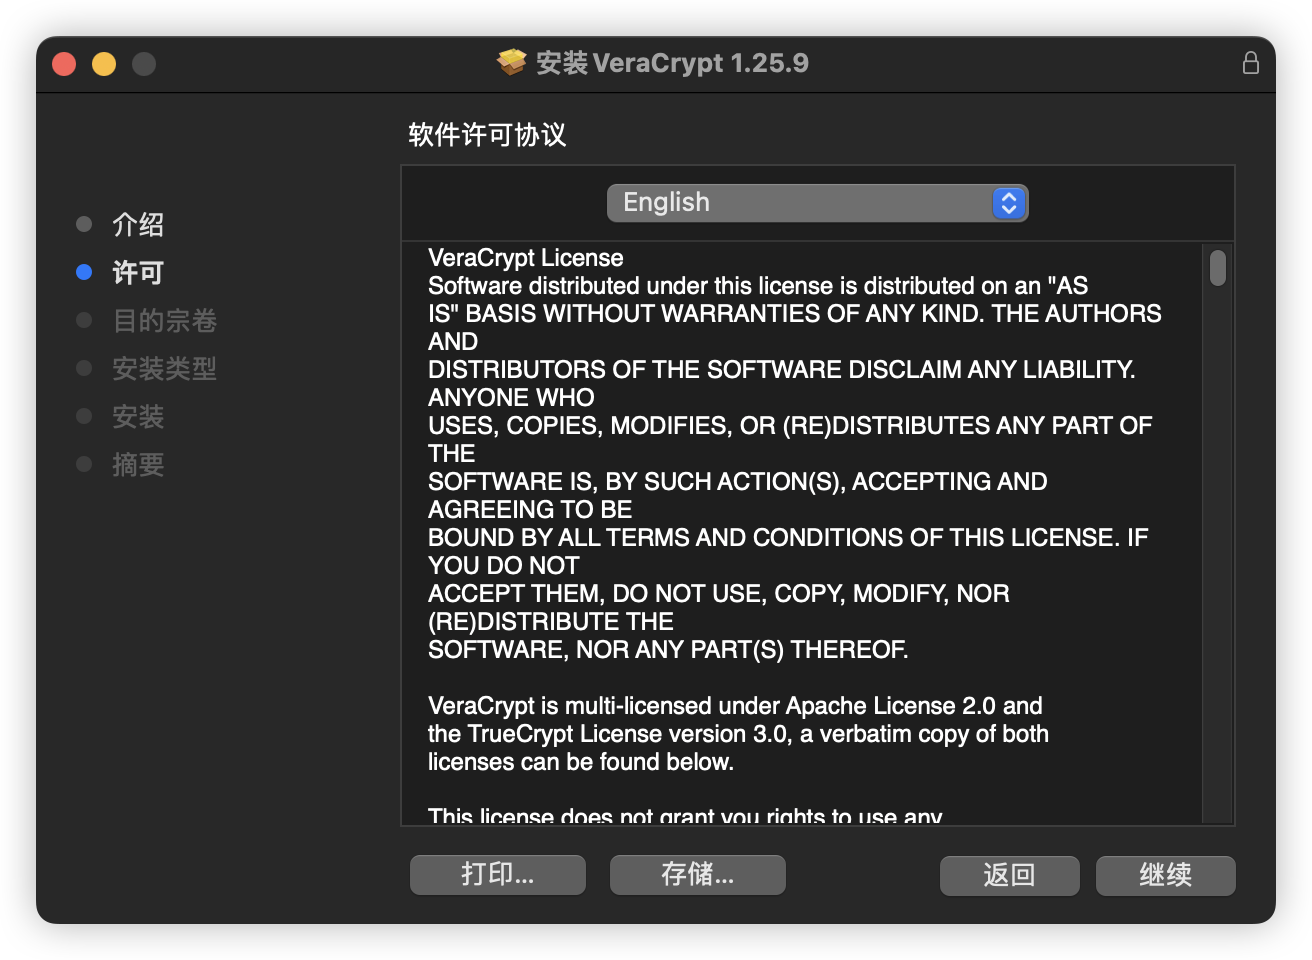 安装 VeraCrypt 1.25.9
软件许可协议
介绍
许可
目的宗卷
安装类型
安装
摘要
English
VeraCrypt License
Software distributed under this license is distributed on an "AS
IS" BASIS WITHOUT WARRANTIES OF ANY KIND. THE AUTHORS
AND
DISTRIBUTORS OF THE SOFTWARE DISCLAIM ANY LIABILITY.
ANYONE WHO
USES, COPIES, MODIFIES, OR (RE)DISTRIBUTES ANY PART OF
THE
SOFTWARE IS, BY SUCH ACTION(S), ACCEPTING AND
AGREEING TO BE
BOUND BY ALL TERMS AND CONDITIONS OF THIS LICENSE. IF
YOU DO NOT
ACCEPT THEM, DO NOT USE, COPY, MODIFY, NOR
(RE)DISTRIBUTE THE
SOFTWARE, NOR ANY PART(S) THEREOF.
VeraCrypt is multi-licensed under Apache License 2.0 and
the TrueCrypt License version 3.0, a verbatim copy of both
licenses can be found below.
This license does not grant you rights to use any
打印...
存储...
返回
继续